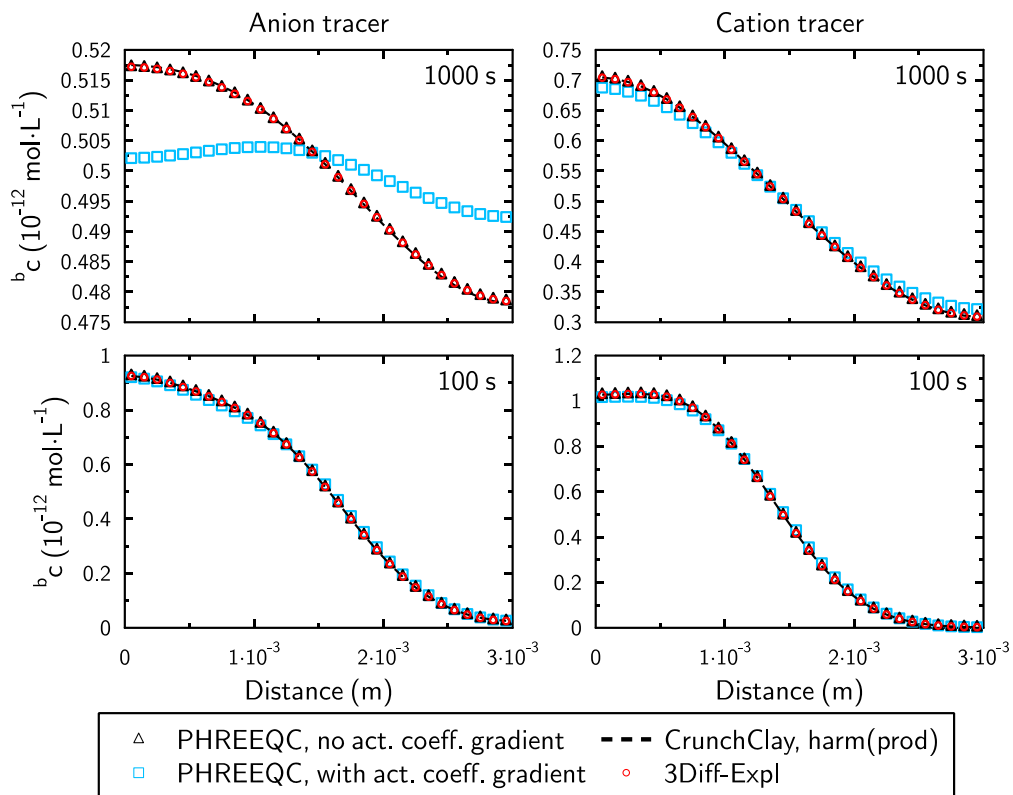 Anion tracer
Cation tracer
0.52
0.515
0.51
0.505
0.5
0.495
0.49
0.485
0.48
0.475
ᵇc (10⁻¹² mol·L⁻¹)
1000 s
0.75
0.7
0.65
0.6
0.55
0.5
0.45
0.4
0.35
0.3
1000 s
1
0.8
0.6
0.4
0.2
0
ᵇc (10⁻¹² mol·L⁻¹)
100 s
1.2
1
0.8
0.6
0.4
0.2
0
100 s
0 1·10⁻³ 2·10⁻³ 3·10⁻³
0 1·10⁻³ 2·10⁻³ 3·10⁻³
Distance (m)
Distance (m)
PHREEQC, no act. coeff. gradient
CrunchClay, harm(prod)
PHREEQC, with act. coeff. gradient
3Diff-Expl